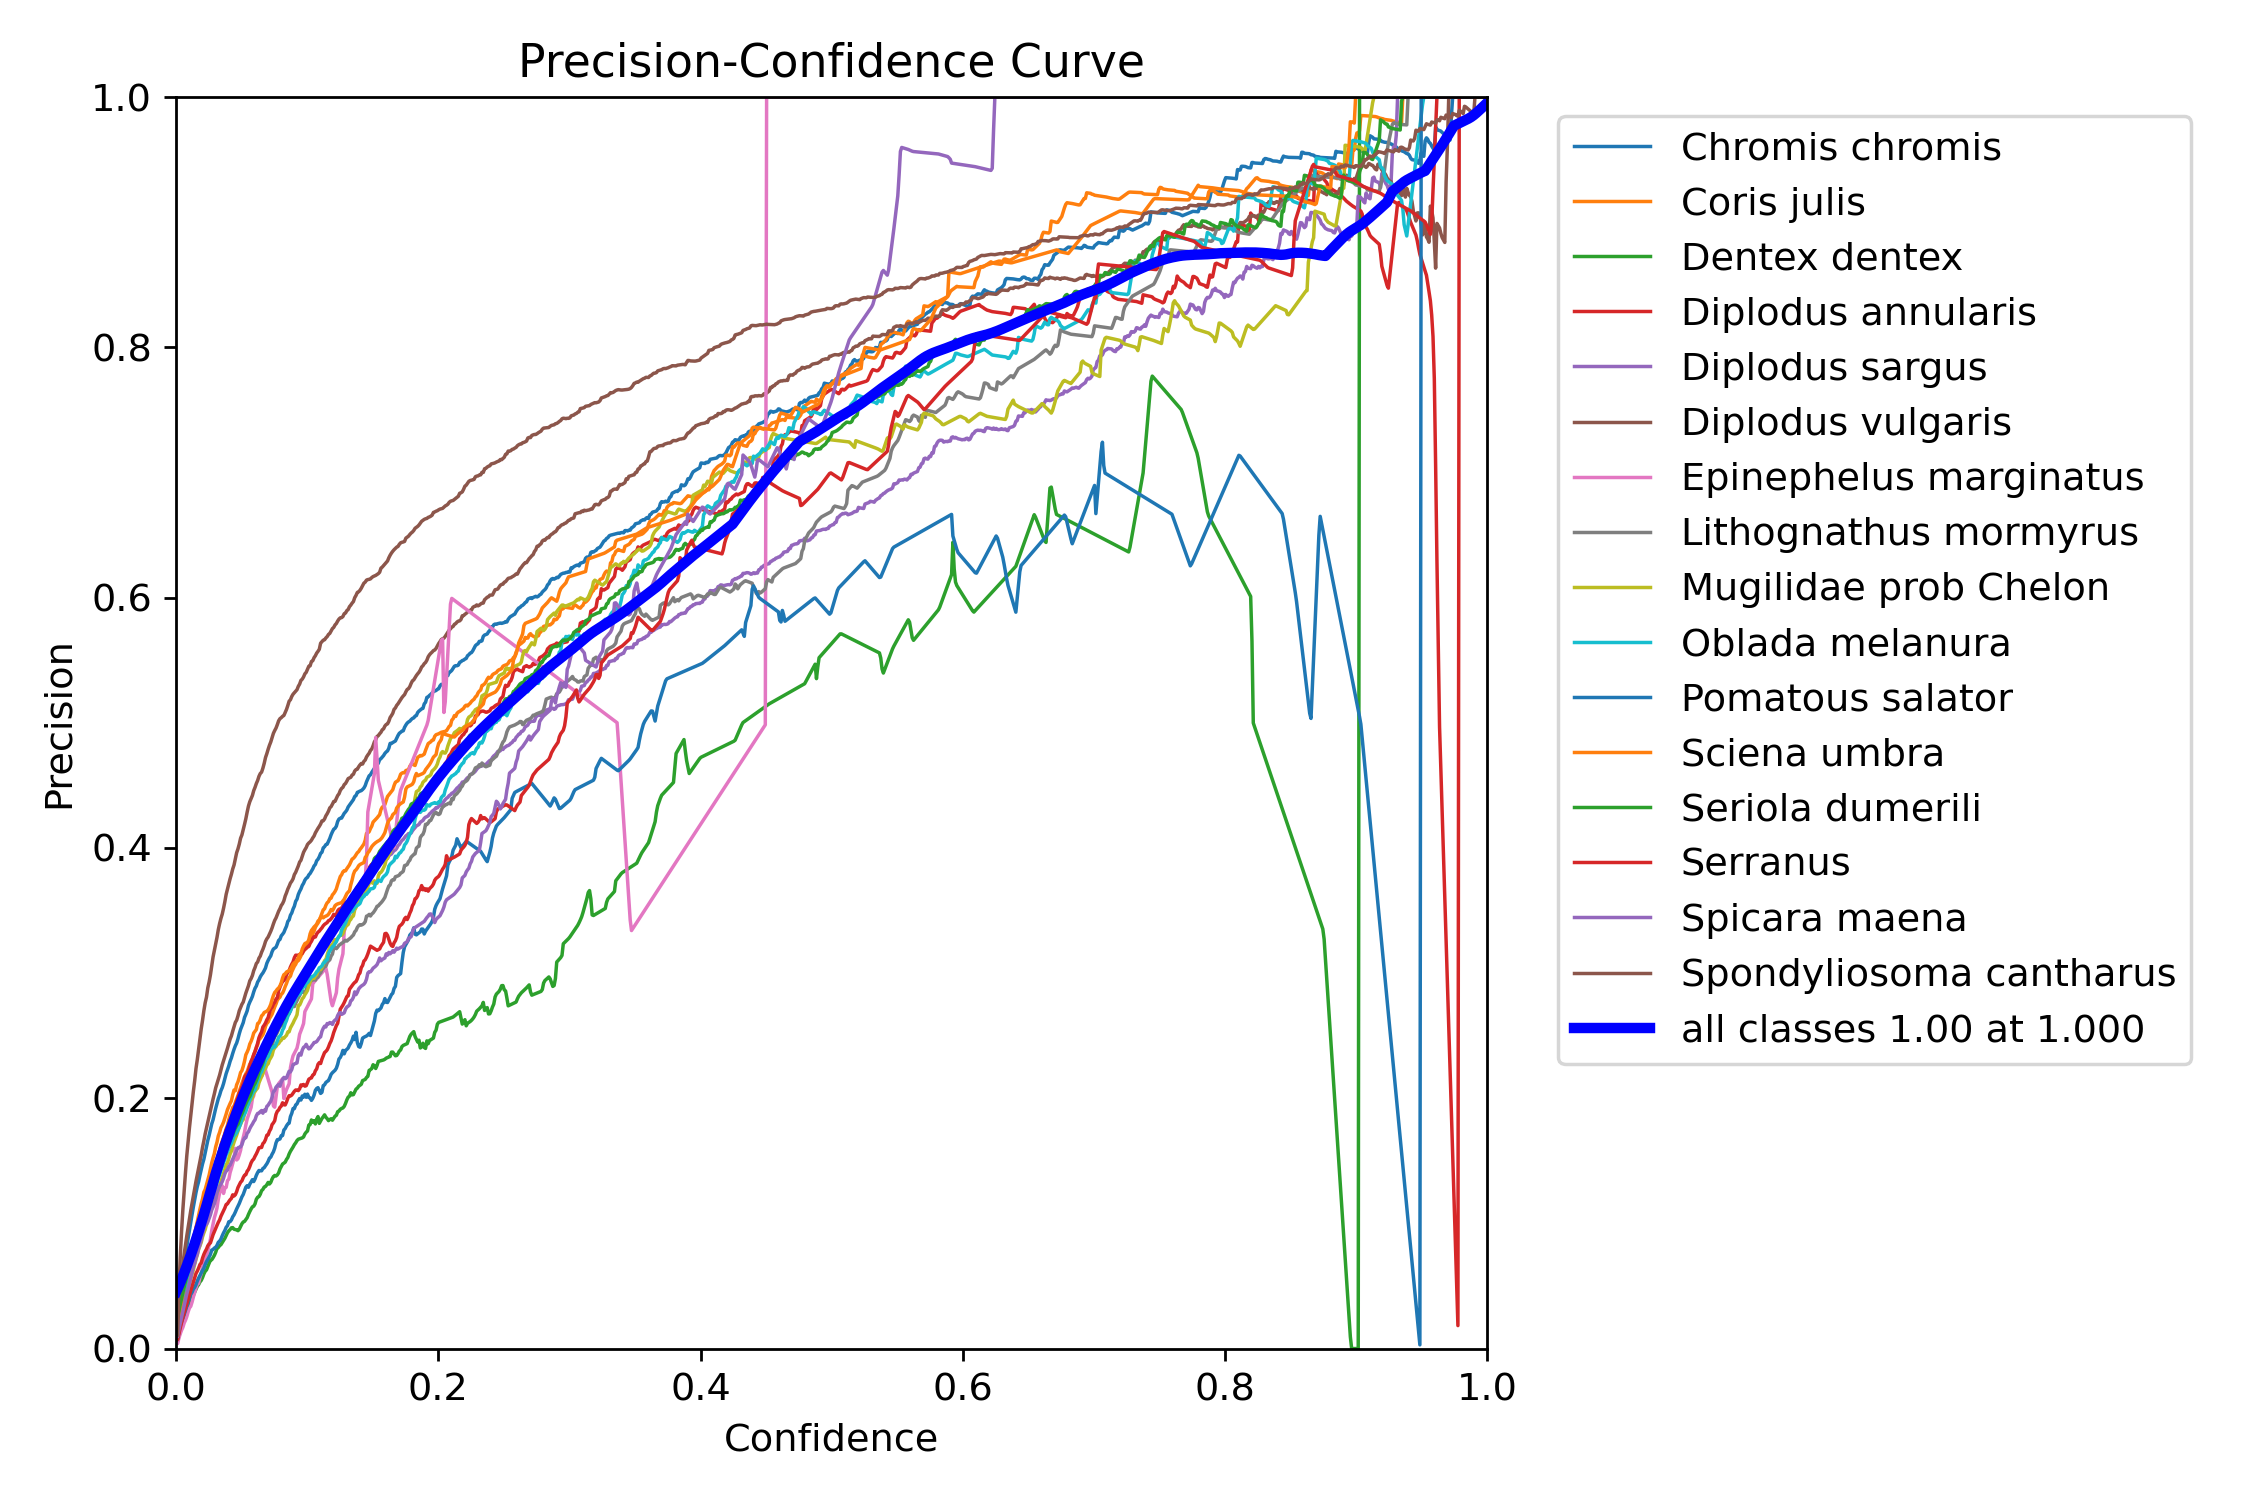 Precision-Confidence Curve
1.0
0.8
0.6
0.4
0.2
0.0
Precision
0.0 0.2 0.4 0.6 0.8 1.0
Confidence
Chromis chromis
Coris julis
Dentex dentex
Diplodus annularis
Diplodus sargus
Diplodus vulgaris
Epinephelus marginatus
Lithognathus mormyrus
Mugilidae prob Chelon
Oblada melanura
Pomatous salator
Sciena umbra
Seriola dumerili
Serranus
Spicara maena
Spondyliosoma cantharus
all classes 1.00 at 1.000